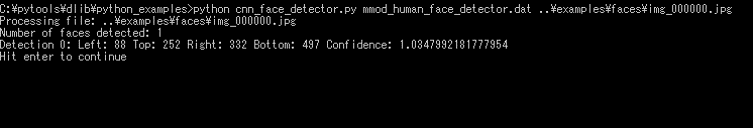 C:¥pytools¥dlib¥python_examples>python cnn_face_detector.py mmod_human_face_detector.dat ..¥examples¥faces¥img_000000.jpg
Processing file: ..¥examples¥faces¥img_000000.jpg
Number of faces detected: 1
Detection 0: Left: 88 Top: 252 Right: 332 Bottom: 497 Confidence: 1.0347992181777954
Hit enter to continue